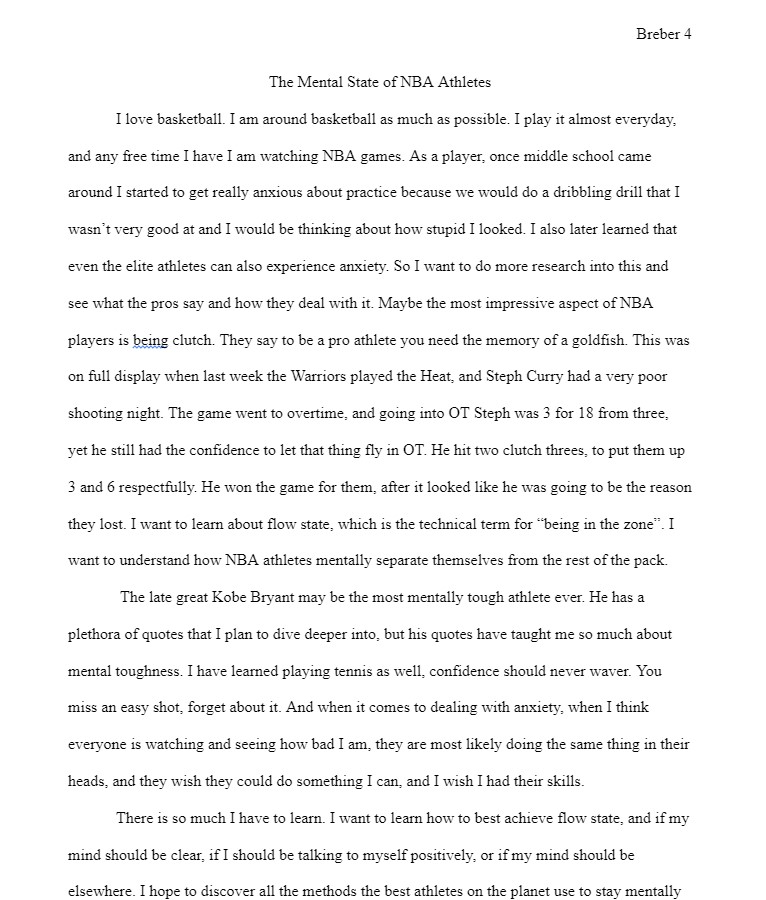 Breber 4
The Mental State of NBA Athletes
I love basketball. I am around basketball as much as possible. I play it almost everyday,
and any free time I have I am watching NBA games. As a player, once middle school came
around I started to get really anxious about practice because we would do a dribbling drill that I
wasn’t very good at and I would be thinking about how stupid I looked. I also later learned that
even the elite athletes can also experience anxiety. So I want to do more research into this and
see what the pros say and how they deal with it. Maybe the most impressive aspect of NBA
players is being clutch. They say to be a pro athlete you need the memory of a goldfish. This was
on full display when last week the Warriors played the Heat, and Steph Curry had a very poor
shooting night. The game went to overtime, and going into OT Steph was 3 for 18 from three,
yet he still had the confidence to let that thing fly in OT. He hit two clutch threes, to put them up
3 and 6 respectfully. He won the game for them, after it looked like he was going to be the reason
they lost. I want to learn about flow state, which is the technical term for “being in the zone”. I
want to understand how NBA athletes mentally separate themselves from the rest of the pack.
The late great Kobe Bryant may be the most mentally tough athlete ever. He has a
plethora of quotes that I plan to dive deeper into, but his quotes have taught me so much about
mental toughness. I have learned playing tennis as well, confidence should never waver. You
miss an easy shot, forget about it. And when it comes to dealing with anxiety, when I think
everyone is watching and seeing how bad I am, they are most likely doing the same thing in their
heads, and they wish they could do something I can, and I wish I had their skills.
There is so much I have to learn. I want to learn how to best achieve flow state, and if my
mind should be clear, if I should be talking to myself positively, or if my mind should be
elsewhere. I hope to discover all the methods the best athletes on the planet use to stay mentally